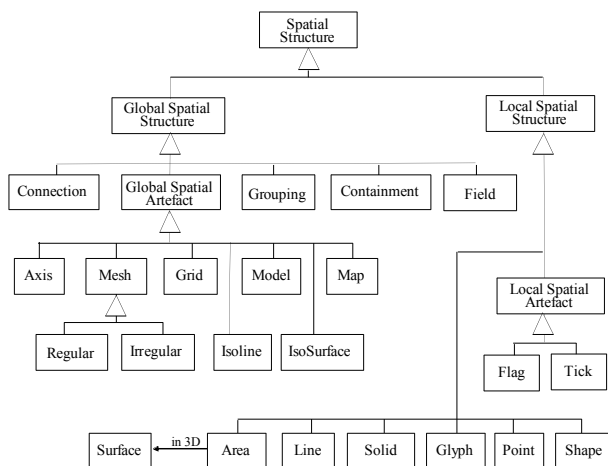 Spatial
Structure
Global Spatial
Structure
Local Spatial
Structure
Connection
Global Spatial
Artefact
Grouping
Containment
Field
Axis
Mesh
Grid
Model
Map
Local Spatial
Artefact
Regular
Irregular
Isoline
IsoSurface
Flag
Tick
Surface
in 3D
Area
Line
Solid
Glyph
Point
Shape